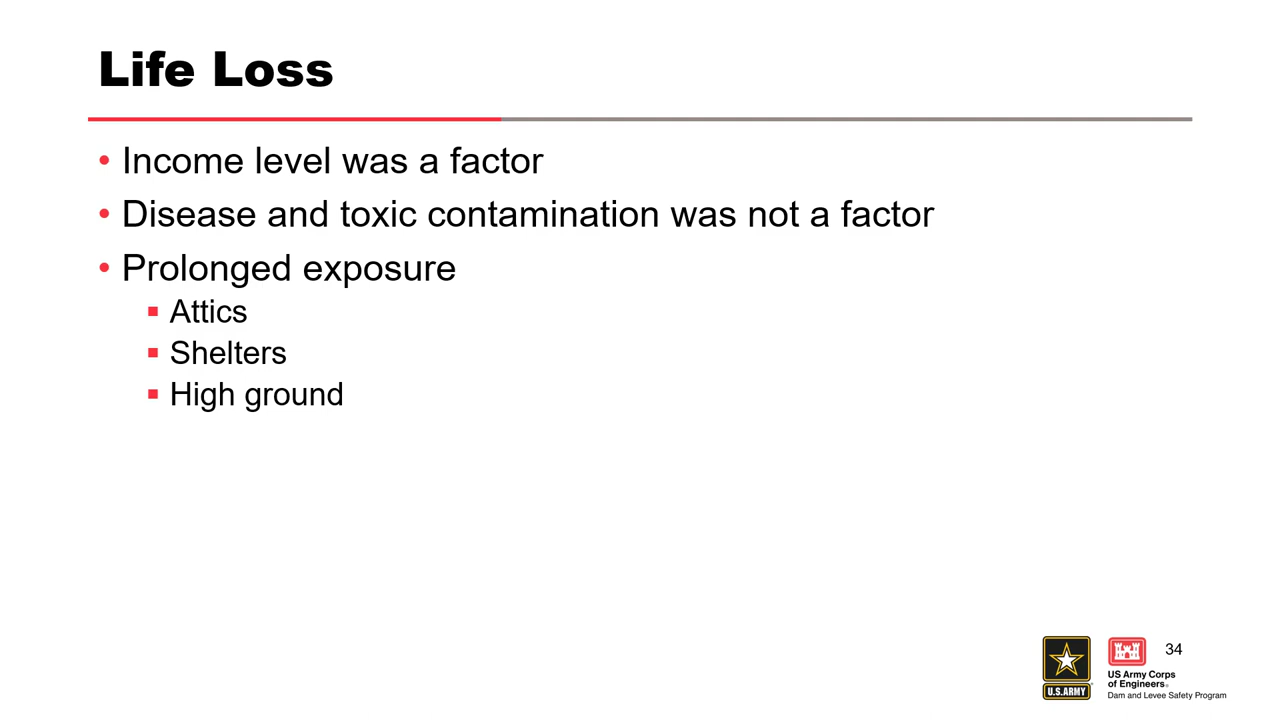 Life Loss
• Income level was a factor
• Disease and toxic contamination was not a factor
• Prolonged exposure
▪ Attics
▪ Shelters
▪ High ground
34
U.S.ARMY
US Army Corps
of Engineers®
Dam and Levee Safety Program